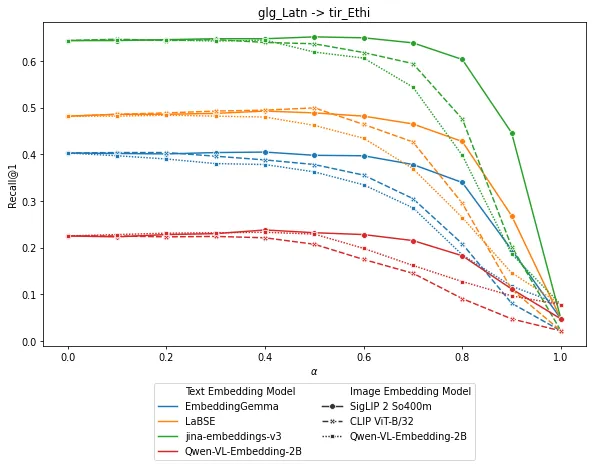 glg_Latn -> tir_Ethi
Recall@1
0.6
0.5
0.4
0.3
0.2
0.1
0.0
0.0 0.2 0.4 0.6 0.8 1.0
α
Text Embedding Model Image Embedding Model
EmbeddingGemma SigLIP 2 So400m
LaBSE CLIP ViT-B/32
jina-embeddings-v3 Qwen-VL-Embedding-2B
Qwen-VL-Embedding-2B